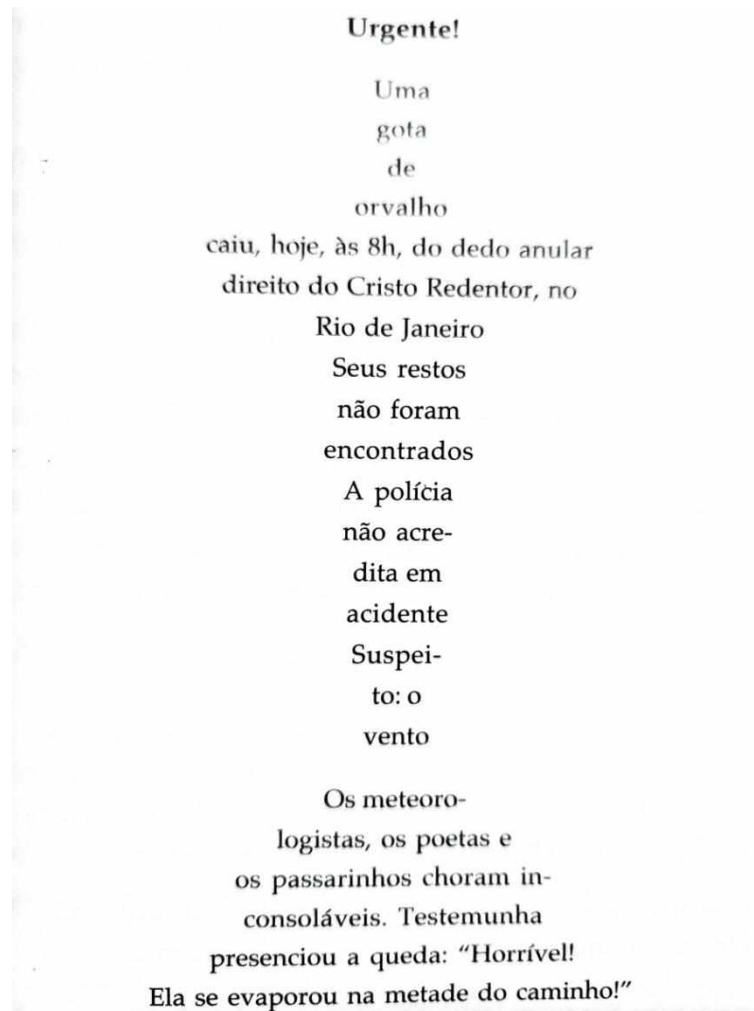 Urgente!
Uma
gota
de
orvalho
caiu, hoje, às 8h, do dedo anular
direito do Cristo Redentor, no
Rio de Janeiro
Seus restos
não foram
encontrados
A polícia
não acre-
dita em
acidente
Suspei-
to: o
vento
Os meteoro-
logistas, os poetas e
os passarinhos choram in-
consoláveis. Testemunha
presenciou a queda: “Horrível!
Ela se evaporou na metade do caminho!”